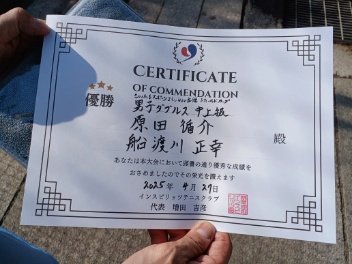 CERTIFICATE
OF COMMENDATION
優勝
男子ダブルス 中上級
原田 循介
船渡川 正幸
殿
あなたは本大会において頭書の通り優秀な成績を
おさめましたのでその栄光を讃えます
2025年 9月 27日
インスピリッツテニスクラブ
代表 増田 吉彦